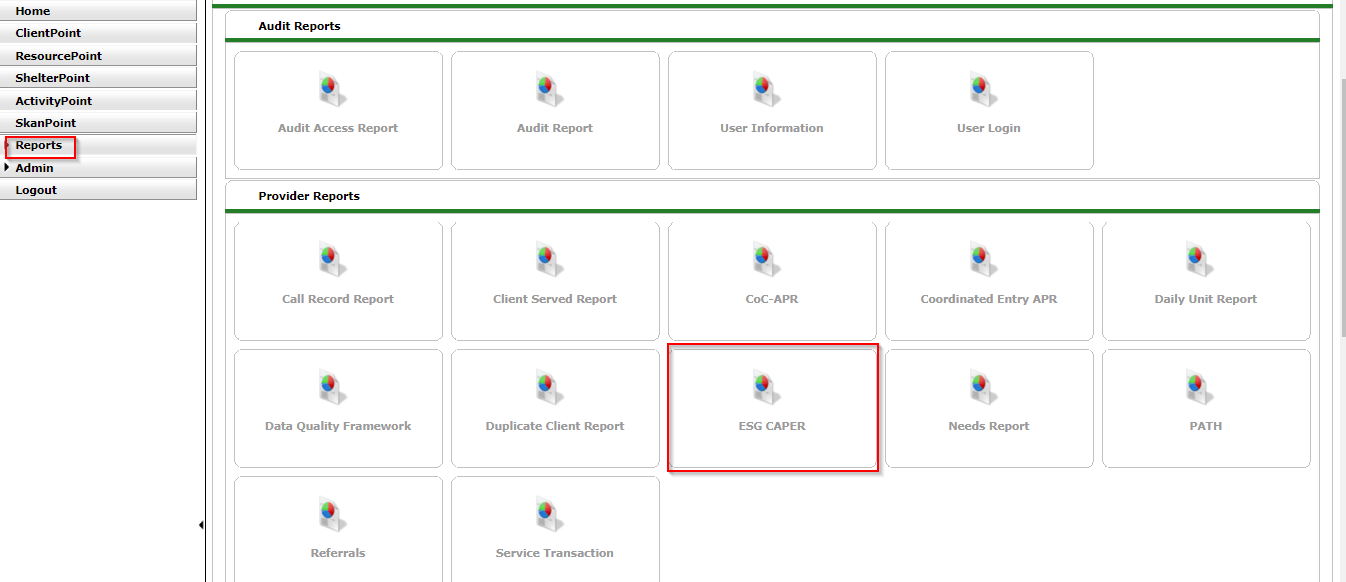 Home
ClientPoint
ResourcePoint
ShelterPoint
ActivityPoint
SkanPoint
Reports
Admin
Logout
Audit Reports
Audit Access Report
Audit Report
User Information
User Login
Provider Reports
Call Record Report
Client Served Report
CoC-APR
Coordinated Entry APR
Daily Unit Report
Data Quality Framework
Duplicate Client Report
ESG CAPER
Needs Report
PATH
Referrals
Service Transaction